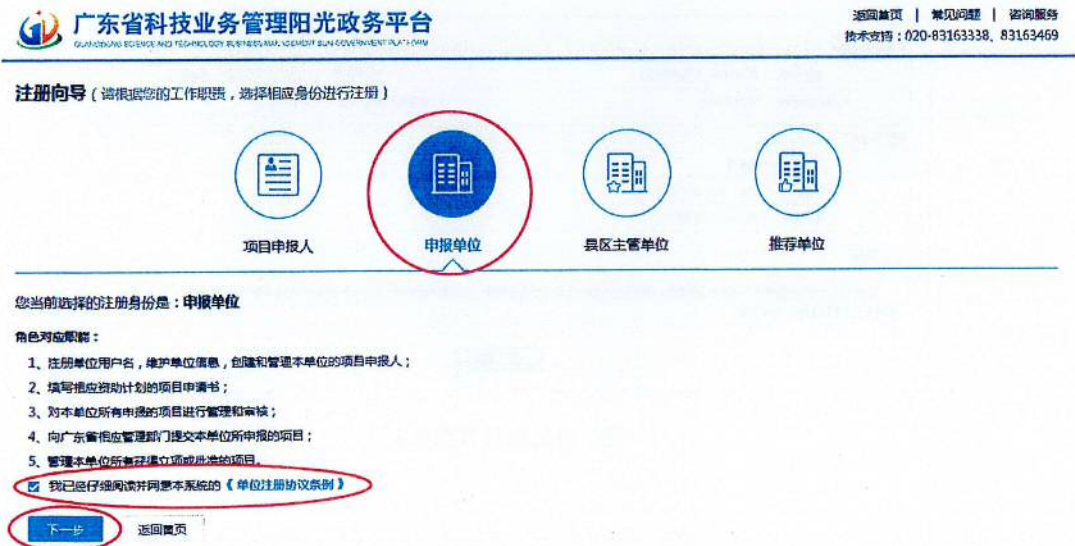 广东省科技业务管理阳光政务平台
GUANGDONG SCIENCE AND TECHNOLOGY BUSINESS MANAGEMENT SUN GOVERNMENT PLATFORM
返回首页 | 常见问题 | 咨询服务
技术支持:020-83163338、83163469
注册向导(请根据您的工作职责,选择相应身份进行注册)
项目申报人
申报单位
县区主管单位
推荐单位
您当前选择的注册身份是:申报单位
角色对应职能:
1、注册单位用户名,维护单位信息,创建和管理本单位的项目申报人;
2、填写相应资助计划的项目申请书;
3、对本单位所有申报的项目进行管理和审核;
4、向广东省相应管理部门提交本单位所申报的项目;
5、管理本单位所有获得立项或批准的项目。
我已经仔细阅读并同意本系统的《单位注册协议条例》
下一步
返回首页